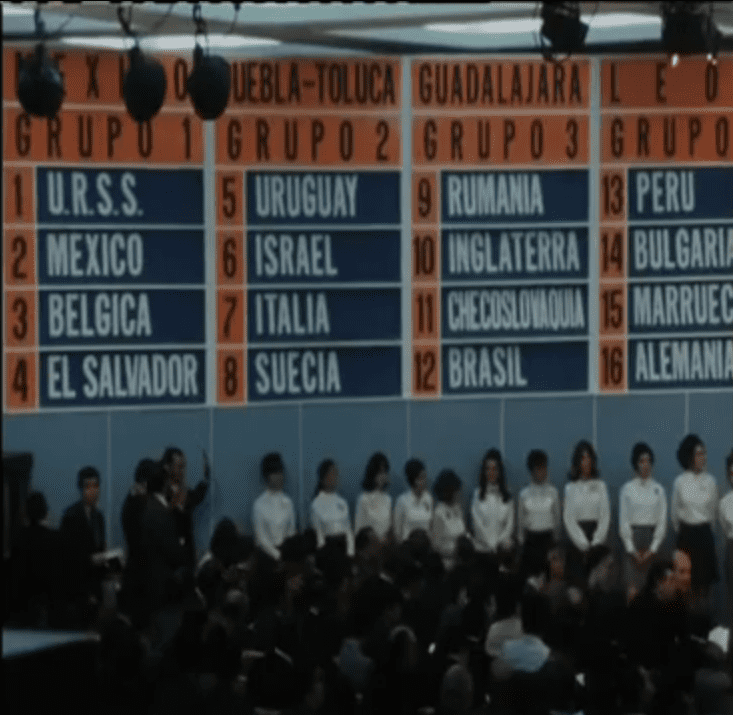 MEXICO
GRUPO 1
1 U.R.S.S.
2 MEXICO
3 BELGICA
4 EL SALVADOR
PUEBLA-TOLUCA
GRUPO 2
5 URUGUAY
6 ISRAEL
7 ITALIA
8 SUECIA
GUADALAJARA
GRUPO 3
9 RUMANIA
10 INGLATERRA
11 CHECOSLOVAQUIA
12 BRASIL
LEO
GRUPO
13 PERU
14 BULGARIA
15 MARRUEC
16 ALEMANIA